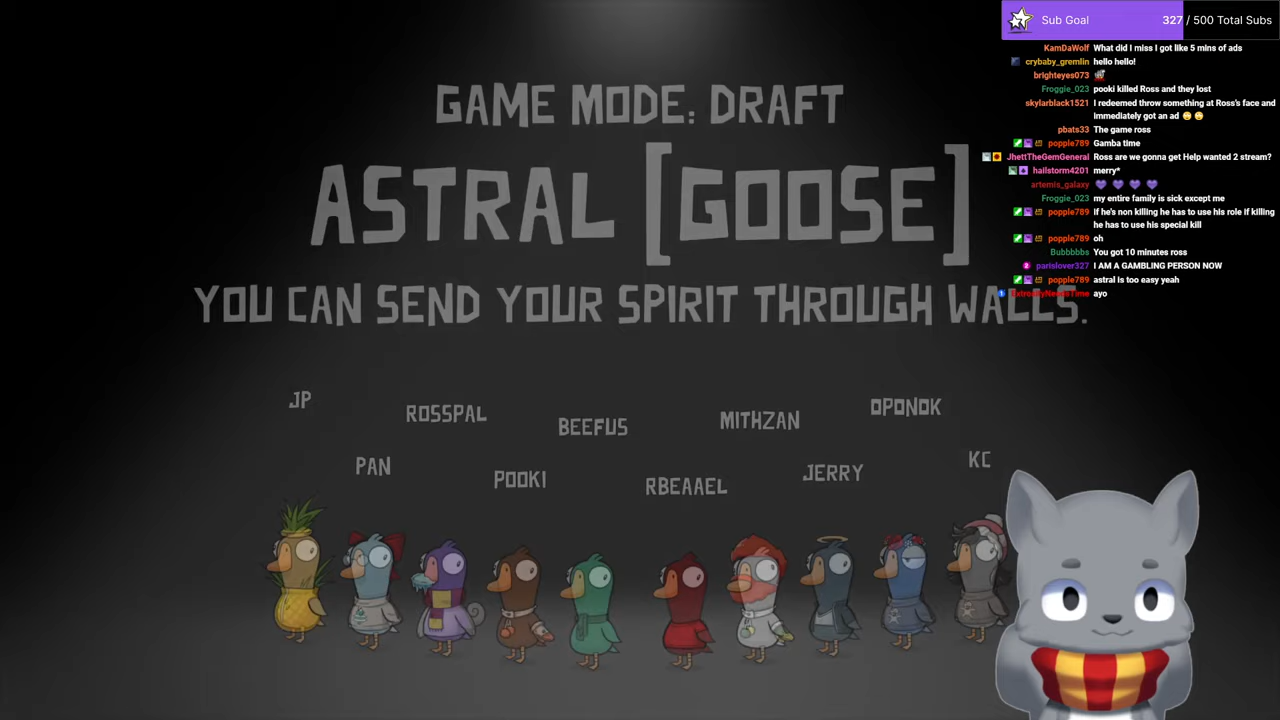 Sub Goal 327 / 500 Total Subs
KamDaWolf What did I miss I got like 5 mins of ads
crybaby_gremlin hello hello!
brighteyes073
Froggie_023 pooki killed Ross and they lost
skylarblack1521 I redeemed throw something at Ross's face and
immediately got an ad
pbats33 The game ross
popple789 Gamba time
JhettTheGemGeneral Ross are we gonna get Help wanted 2 stream?
hailstorm4201 merry*
artemis_galaxy
Froggie_023 my entire family is sick except me
popple789 If he's non killing he has to use his role if killing
he has to use his special kill
popple789 oh
Bubbbbbs You got 10 minutes ross
parislover327 I AM A GAMBLING PERSON NOW
popple789 astral is too easy yeah
ayo
GAME MODE: DRAFT
ASTRAL [GOOSE]
YOU CAN SEND YOUR SPIRIT THROUGH WALLS.
JP
ROSSPAL
BEEFUS
MITHZAN
OPONOK
PAN
POOKI
RBEAAEL
JERRY
KC